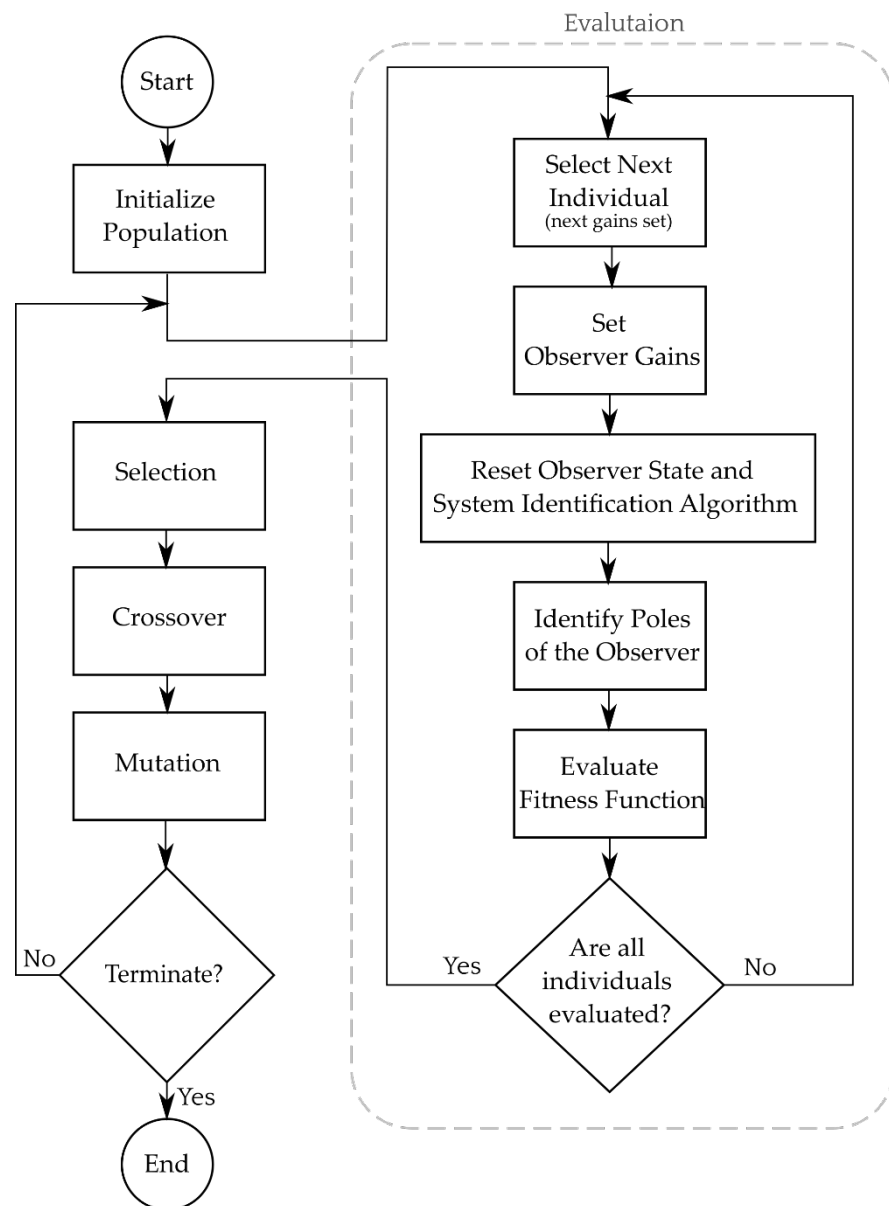 Evalutaion
Start
Initialize
Population
Selection
Crossover
Mutation
No
Terminate?
Yes
End
Select Next
Individual
(next gains set)
Set
Observer Gains
Reset Observer State and
System Identification Algorithm
Identify Poles
of the Observer
Evaluate
Fitness Function
Yes
Are all
individuals
evaluated?
No